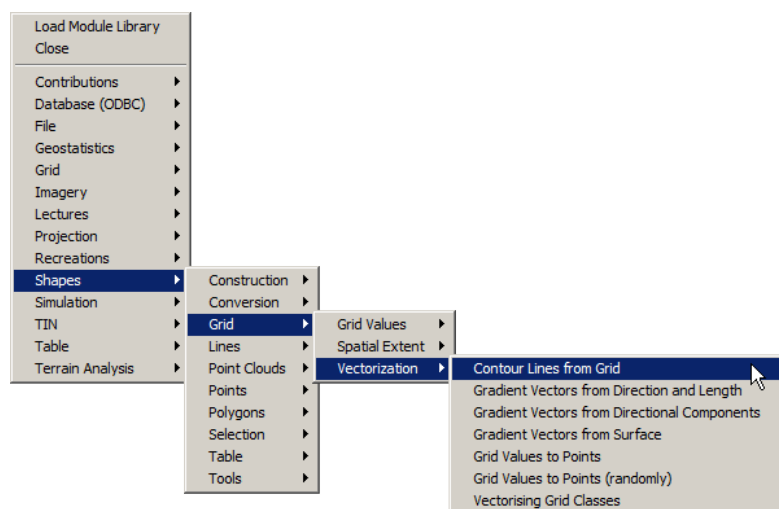 Load Module Library
Close
Contributions
Database (ODBC)
File
Geostatistics
Grid
Imagery
Lectures
Projection
Recreations
Shapes
Simulation
TIN
Table
Terrain Analysis
Construction
Conversion
Grid
Lines
Point Clouds
Points
Polygons
Selection
Table
Tools
Grid Values
Spatial Extent
Vectorization
Contour Lines from Grid
Gradient Vectors from Direction and Length
Gradient Vectors from Directional Components
Gradient Vectors from Surface
Grid Values to Points
Grid Values to Points (randomly)
Vectorising Grid Classes